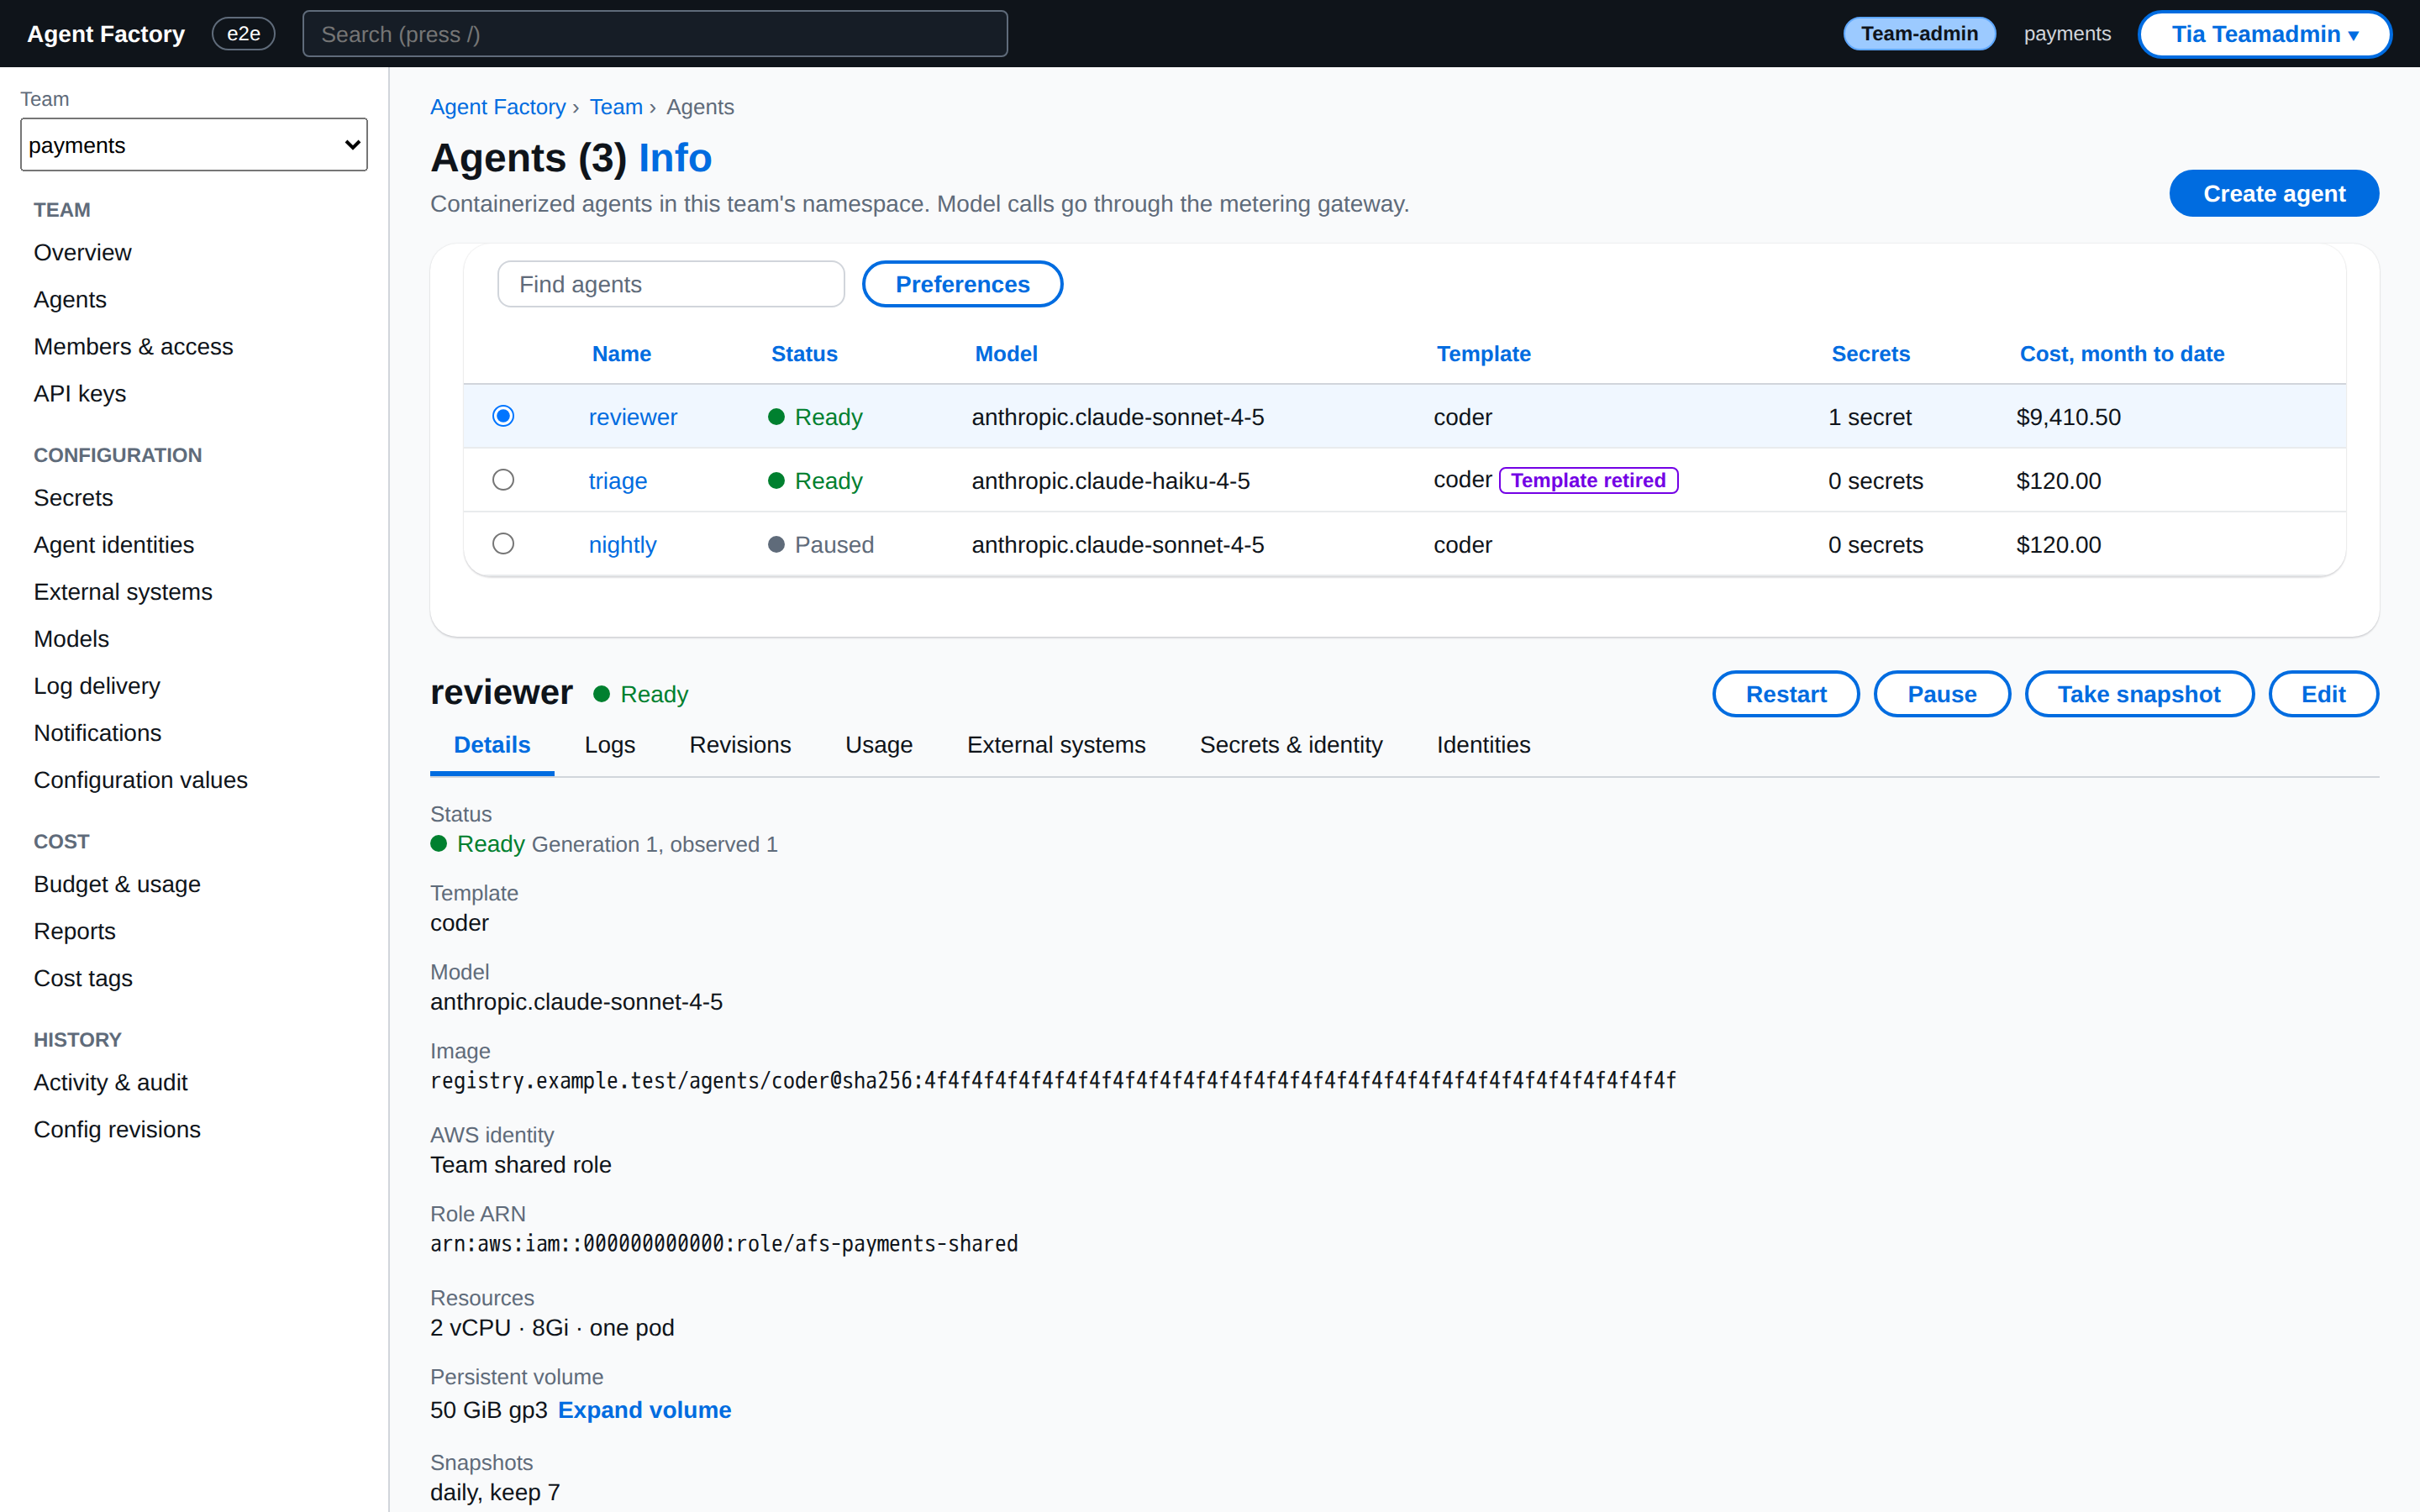 Agent Factory e2e Search (press /) Team-admin payments Tia Teamadmin ▾
Team
payments
TEAM
Overview
Agents
Members & access
API keys
CONFIGURATION
Secrets
Agent identities
External systems
Models
Log delivery
Notifications
Configuration values
COST
Budget & usage
Reports
Cost tags
HISTORY
Activity & audit
Config revisions
Agent Factory › Team › Agents
Agents (3) Info
Containerized agents in this team's namespace. Model calls go through the metering gateway.
Create agent
Find agents Preferences
Name Status Model Template Secrets Cost, month to date
reviewer Ready anthropic.claude-sonnet-4-5 coder 1 secret $9,410.50
triage Ready anthropic.claude-haiku-4-5 coder Template retired 0 secrets $120.00
nightly Paused anthropic.claude-sonnet-4-5 coder 0 secrets $120.00
reviewer Ready Restart Pause Take snapshot Edit
Details Logs Revisions Usage External systems Secrets & identity Identities
Status
Ready Generation 1, observed 1
Template
coder
Model
anthropic.claude-sonnet-4-5
Image
registry.example.test/agents/coder@sha256:4f4f4f4f4f4f4f4f4f4f4f4f4f4f4f4f4f4f4f4f4f4f4f4f4f4f4f4f4f4f4f4f
AWS identity
Team shared role
Role ARN
arn:aws:iam::000000000000:role/afs-payments-shared
Resources
2 vCPU · 8Gi · one pod
Persistent volume
50 GiB gp3 Expand volume
Snapshots
daily, keep 7